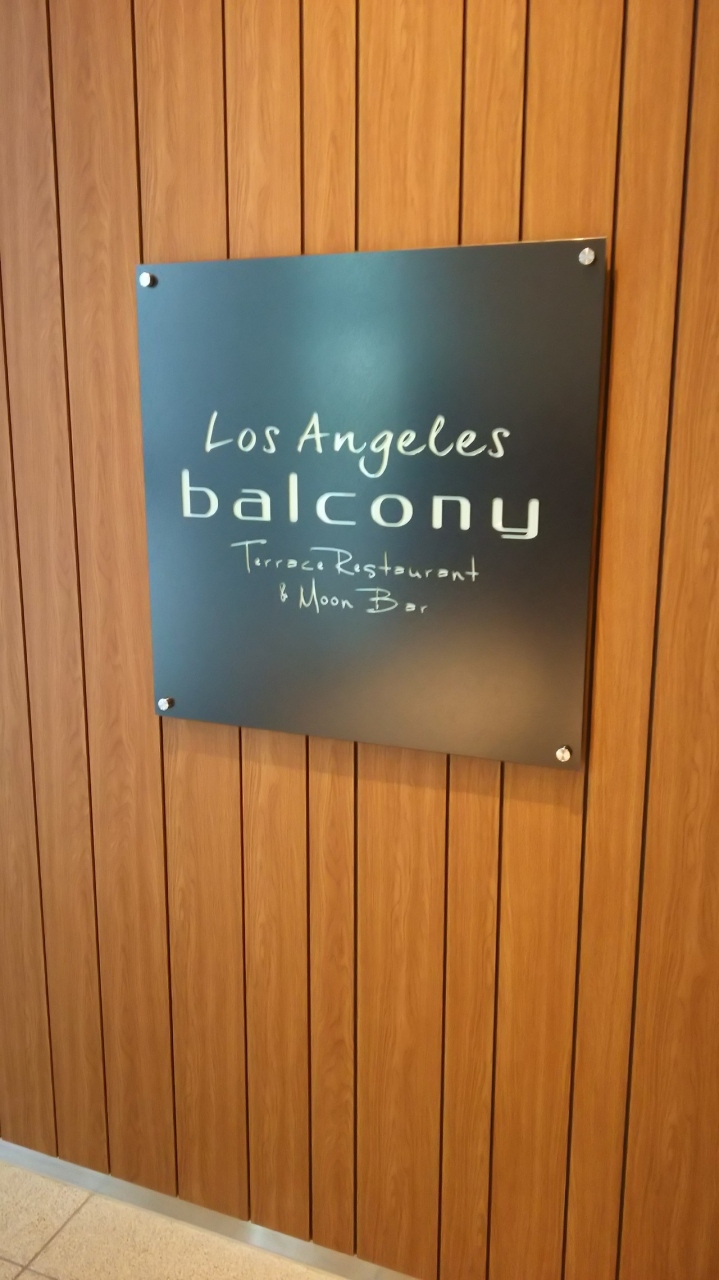 Los Angeles
balcony
Terrace Restaurant
& Moon Bar